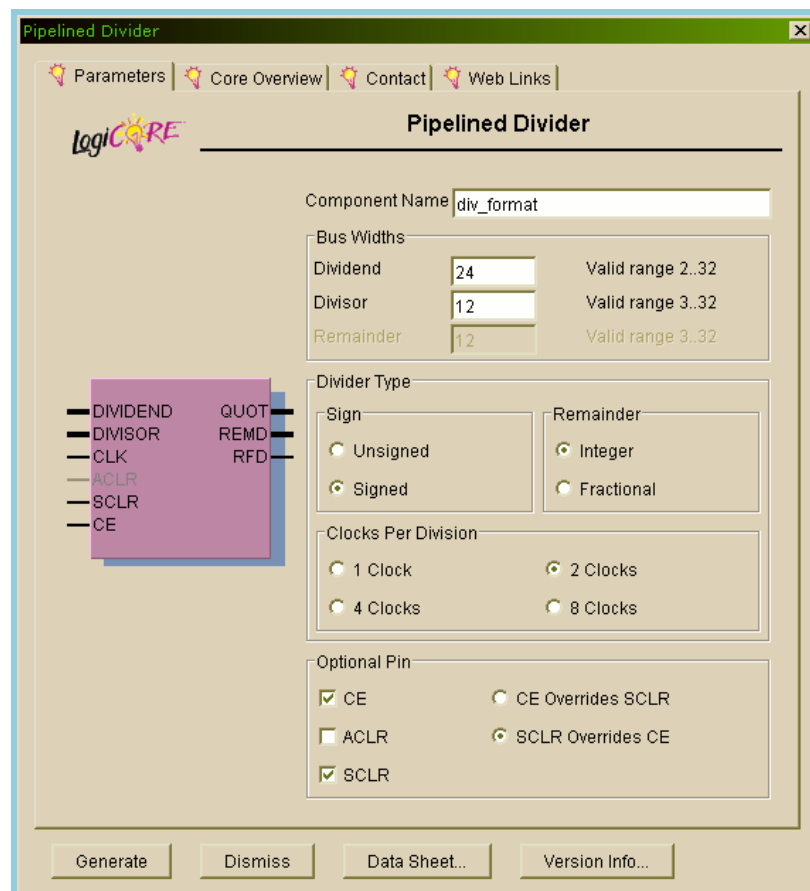 Pipelined Divider
Parameters Core Overview Contact Web Links
LogiCORE
Pipelined Divider
Component Name div_format
Bus Widths
Dividend 24 Valid range 2..32
Divisor 12 Valid range 3..32
Remainder 12 Valid range 3..32
Divider Type
Sign
Unsigned
Signed
Remainder
Integer
Fractional
DIVIDEND QUOT
DIVISOR REMD
CLK RFD
ACLR
SCLR
CE
Clocks Per Division
1 Clock 2 Clocks
4 Clocks 8 Clocks
Optional Pin
CE CE Overrides SCLR
ACLR SCLR Overrides CE
SCLR
Generate Dismiss Data Sheet... Version Info...